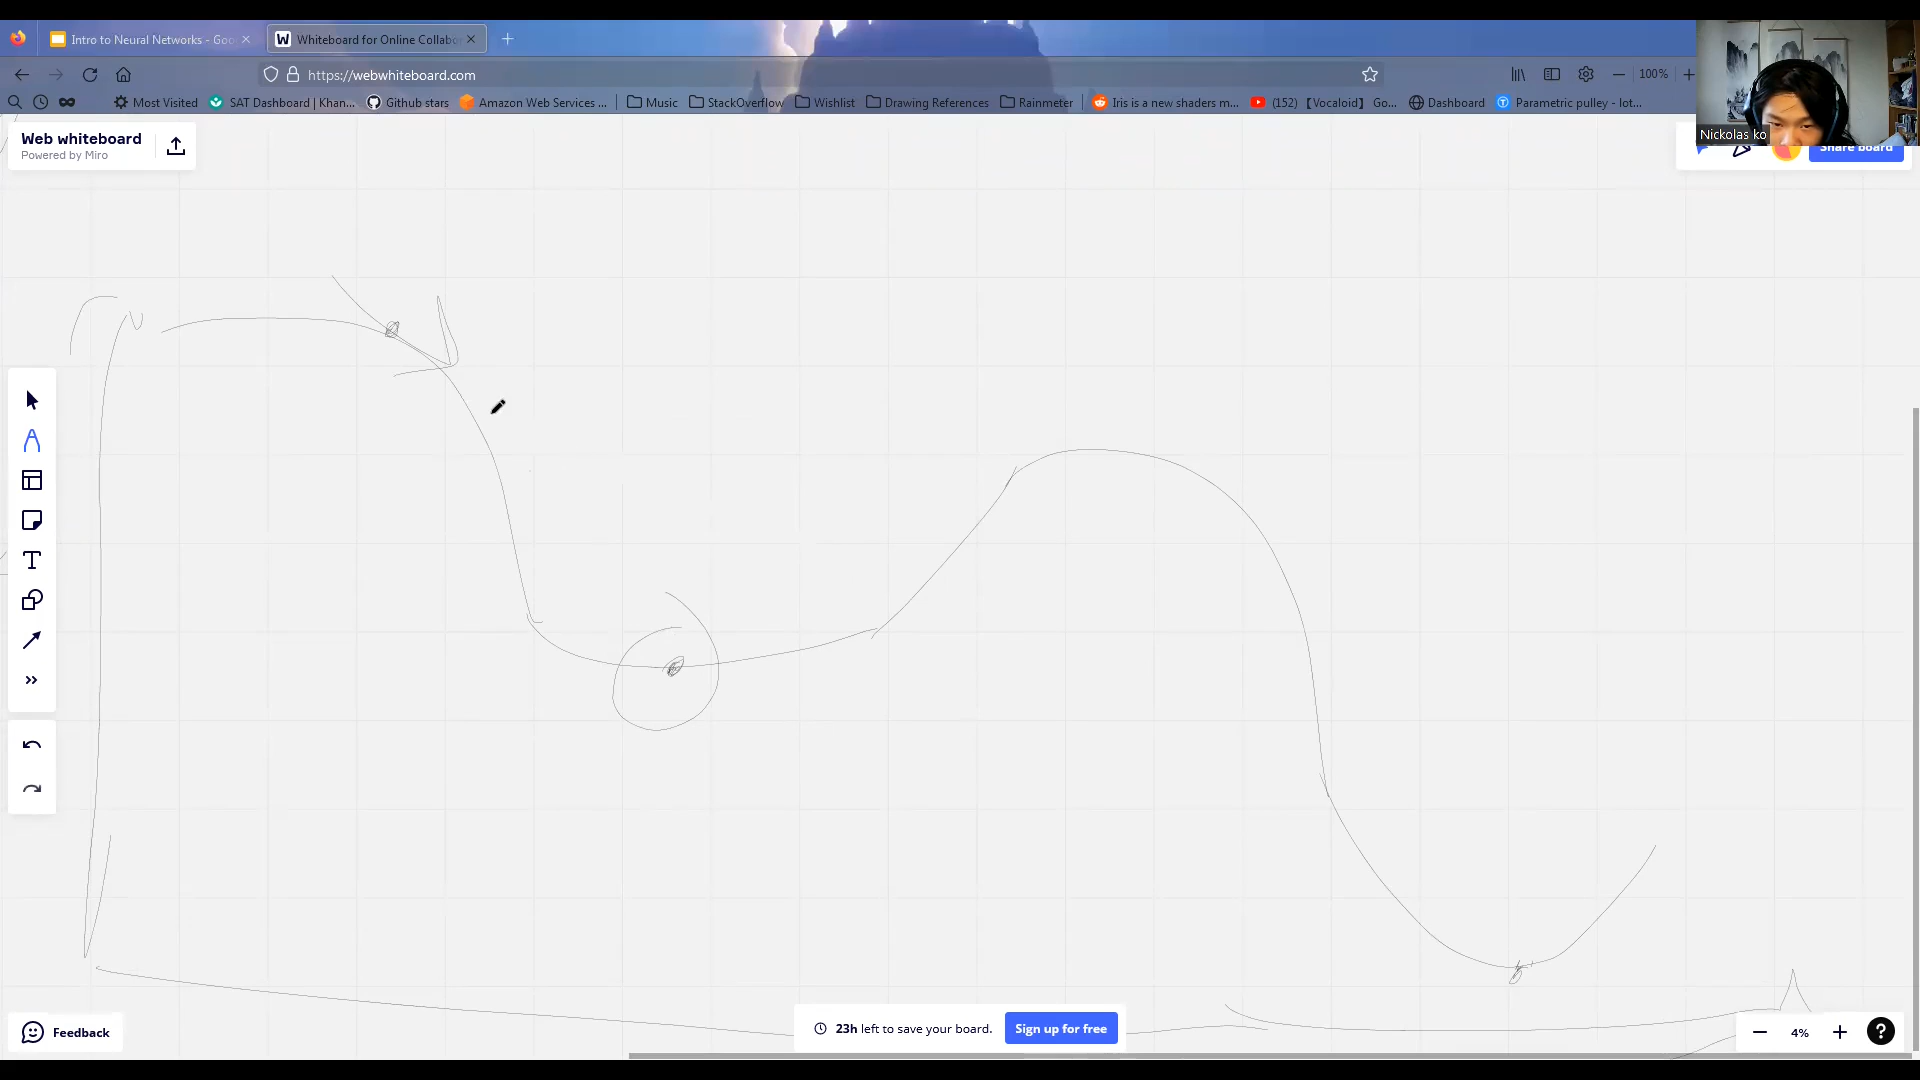 Intro to Neural Networks - Goo
Whiteboard for Online Collabo
https://webwhiteboard.com
100%
Most Visited
SAT Dashboard | Khan...
Github stars
Amazon Web Services ...
Music
StackOverflow
Wishlist
Drawing References
Rainmeter
Iris is a new shaders m...
(152) 【Vocaloid】 Go...
Dashboard
Parametric pulley - lot...
Nickolas ko
Web whiteboard
Powered by Miro
Share board
Feedback
23h left to save your board.
Sign up for free
4%